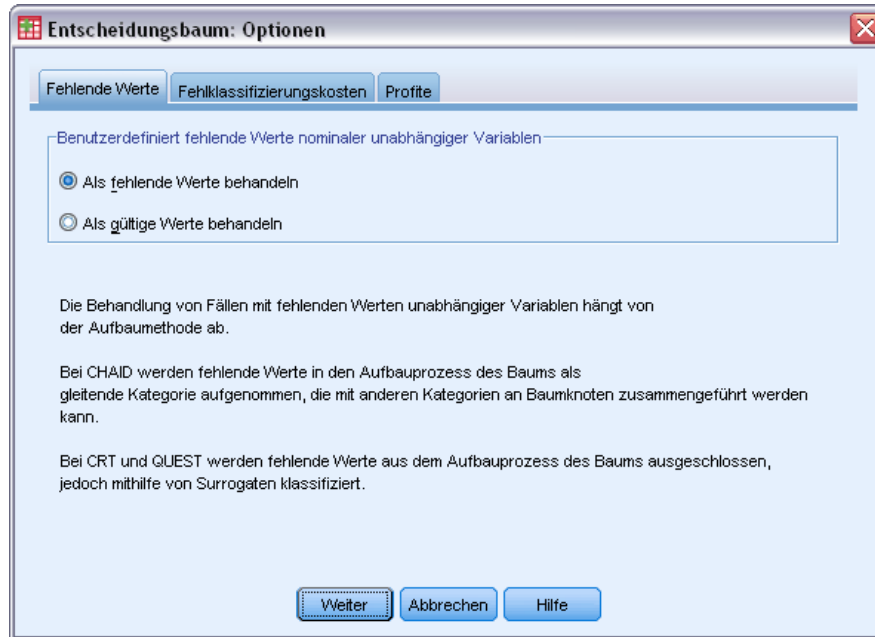 Entscheidungsbaum: Optionen
Fehlende Werte Fehlklassifizierungskosten Profite
Benutzerdefiniert fehlende Werte nominaler unabhängiger Variablen
Als fehlende Werte behandeln
Als gültige Werte behandeln
Die Behandlung von Fällen mit fehlenden Werten unabhängiger Variablen hängt von
der Aufbaumethode ab.
Bei CHAID werden fehlende Werte in den Aufbauprozess des Baums als
gleitende Kategorie aufgenommen, die mit anderen Kategorien an Baumknoten zusammengeführt werden
kann.
Bei CRT und QUEST werden fehlende Werte aus dem Aufbauprozess des Baums ausgeschlossen,
jedoch mithilfe von Surrogaten klassifiziert.
Weiter Abbrechen Hilfe